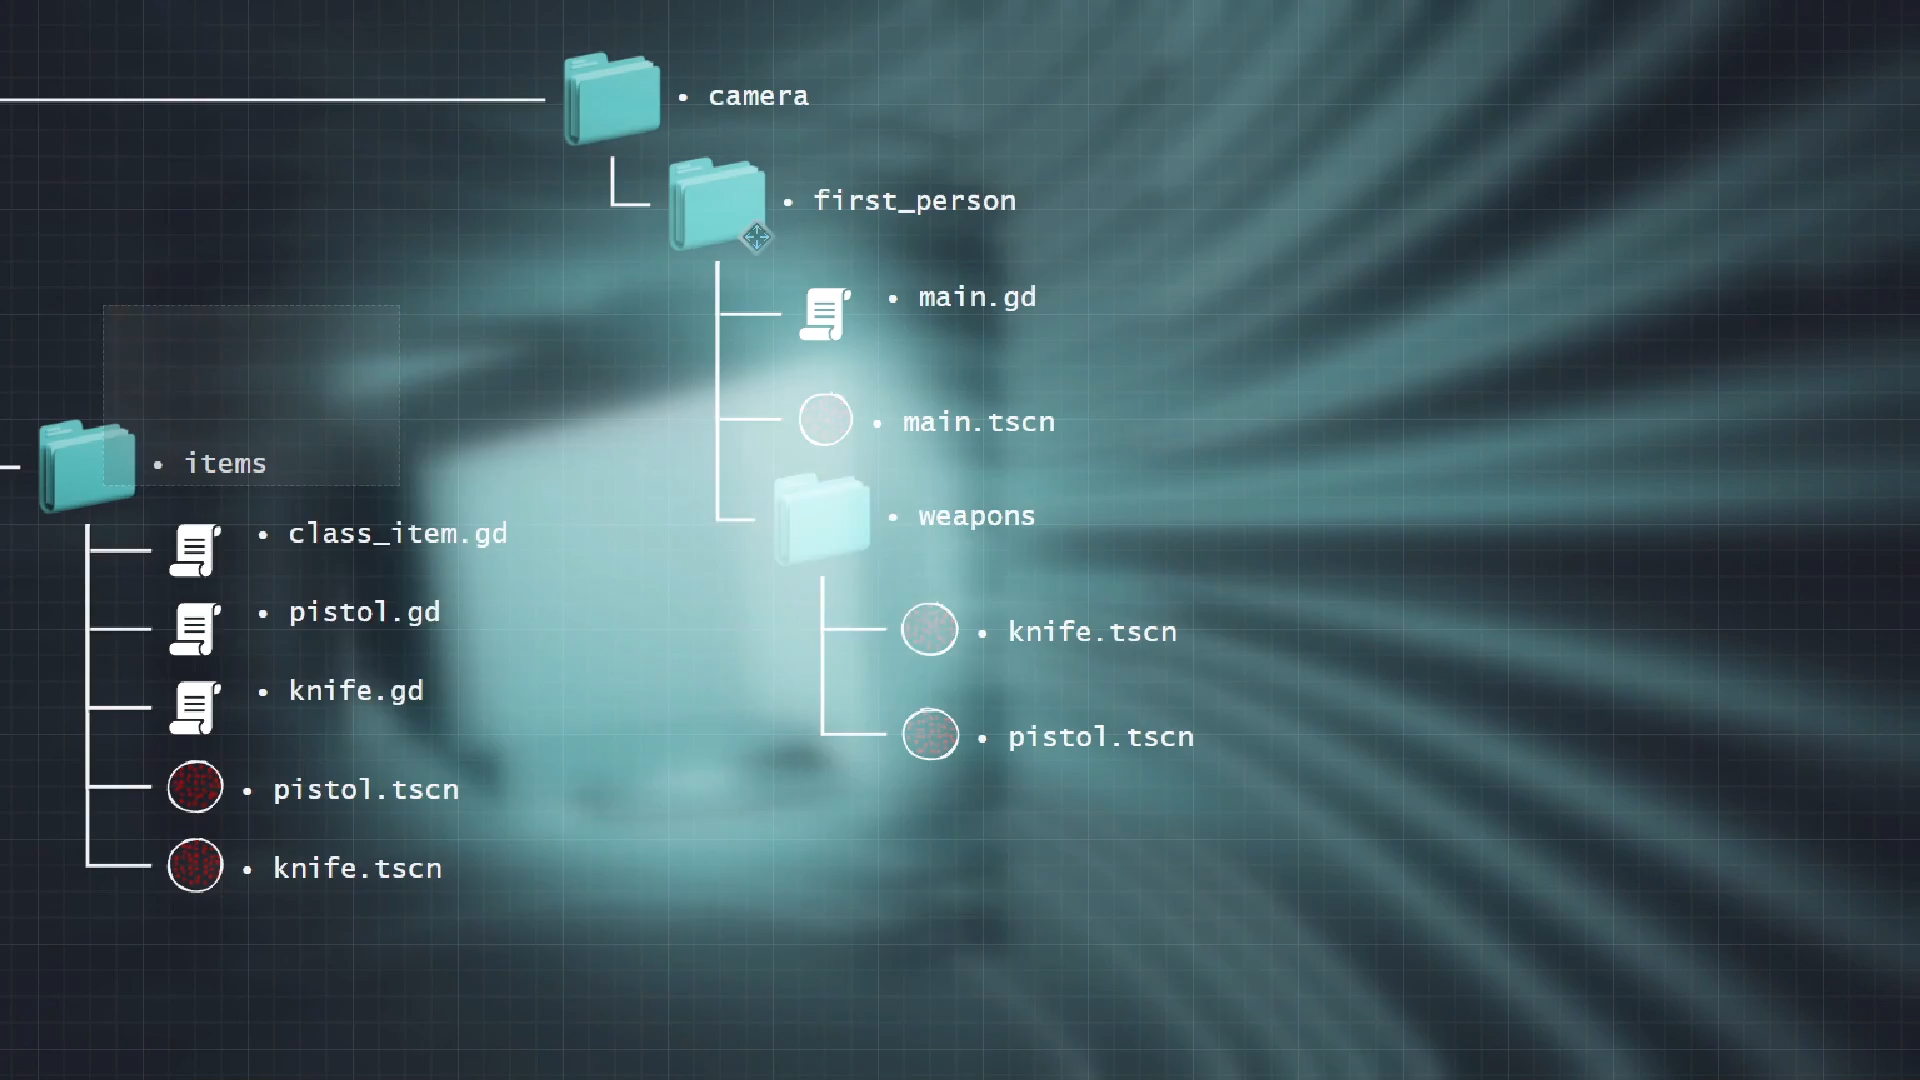 • camera
• first_person
• main.gd
• main.tscn
• weapons
• knife.tscn
• pistol.tscn
• items
• class_item.gd
• pistol.gd
• knife.gd
• pistol.tscn
• knife.tscn